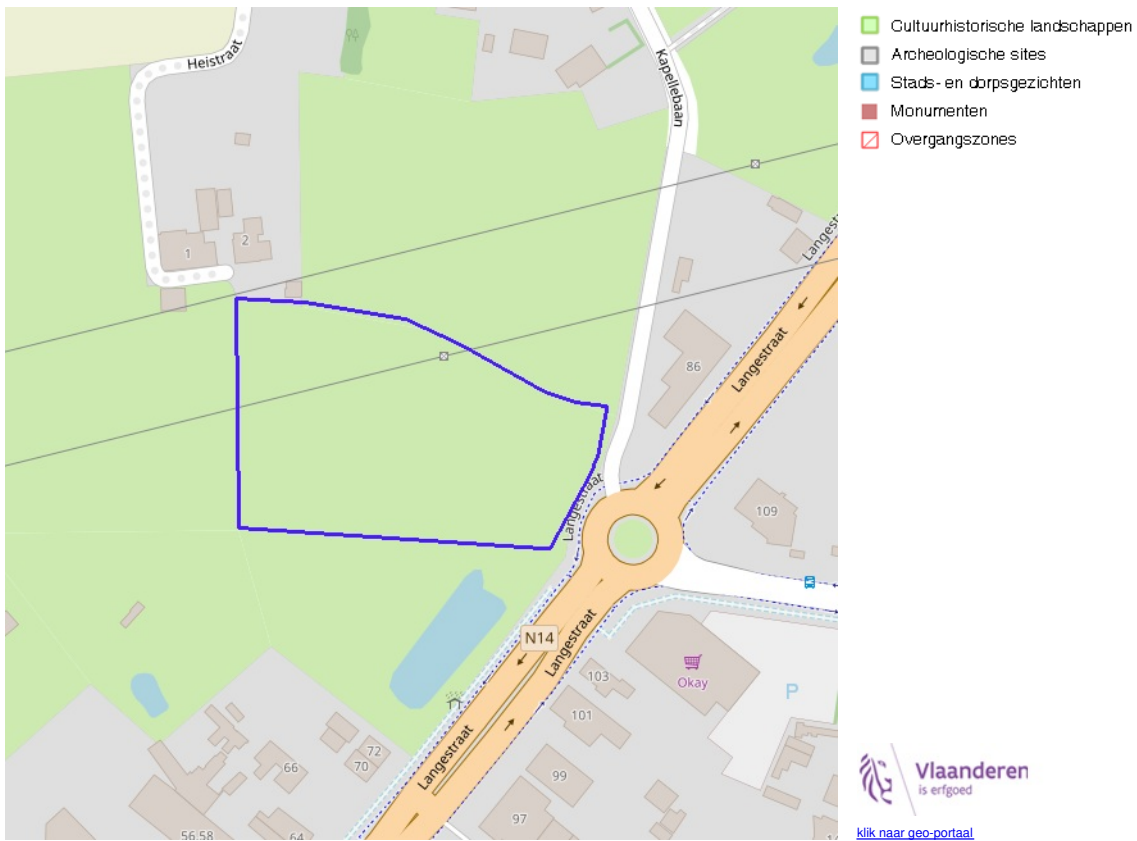 Heistraat
Kapellebaan
1
2
Langestr
86
Langestraat
Langestraat
109
N14
Langestraat
Okay
P
103
101
72
70
66
Langestraat
99
97
56,58
64
Cultuurhistorische landschappen
Archeologische sites
Stads- en dorpsgezichten
Monumenten
Overgangszones
Vlaanderen
is erfgoed
klik naar geo-portaal